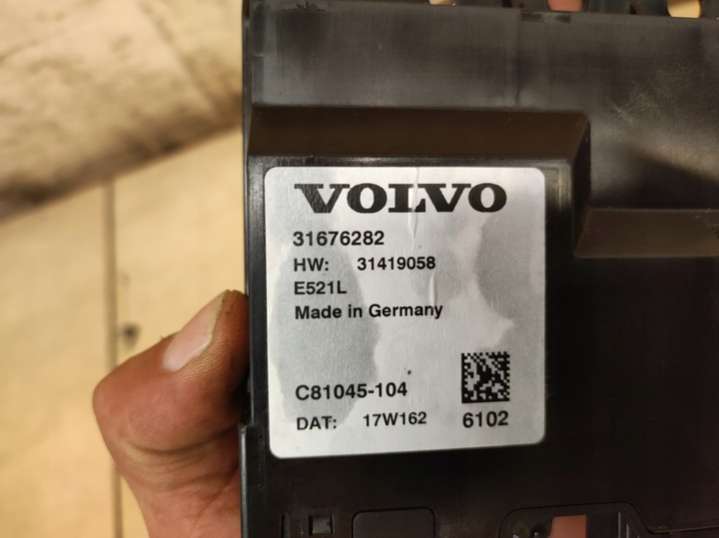 VOLVO
31676282
HW: 31419058
E521L
Made in Germany
C81045-104
DAT: 17W162 6102